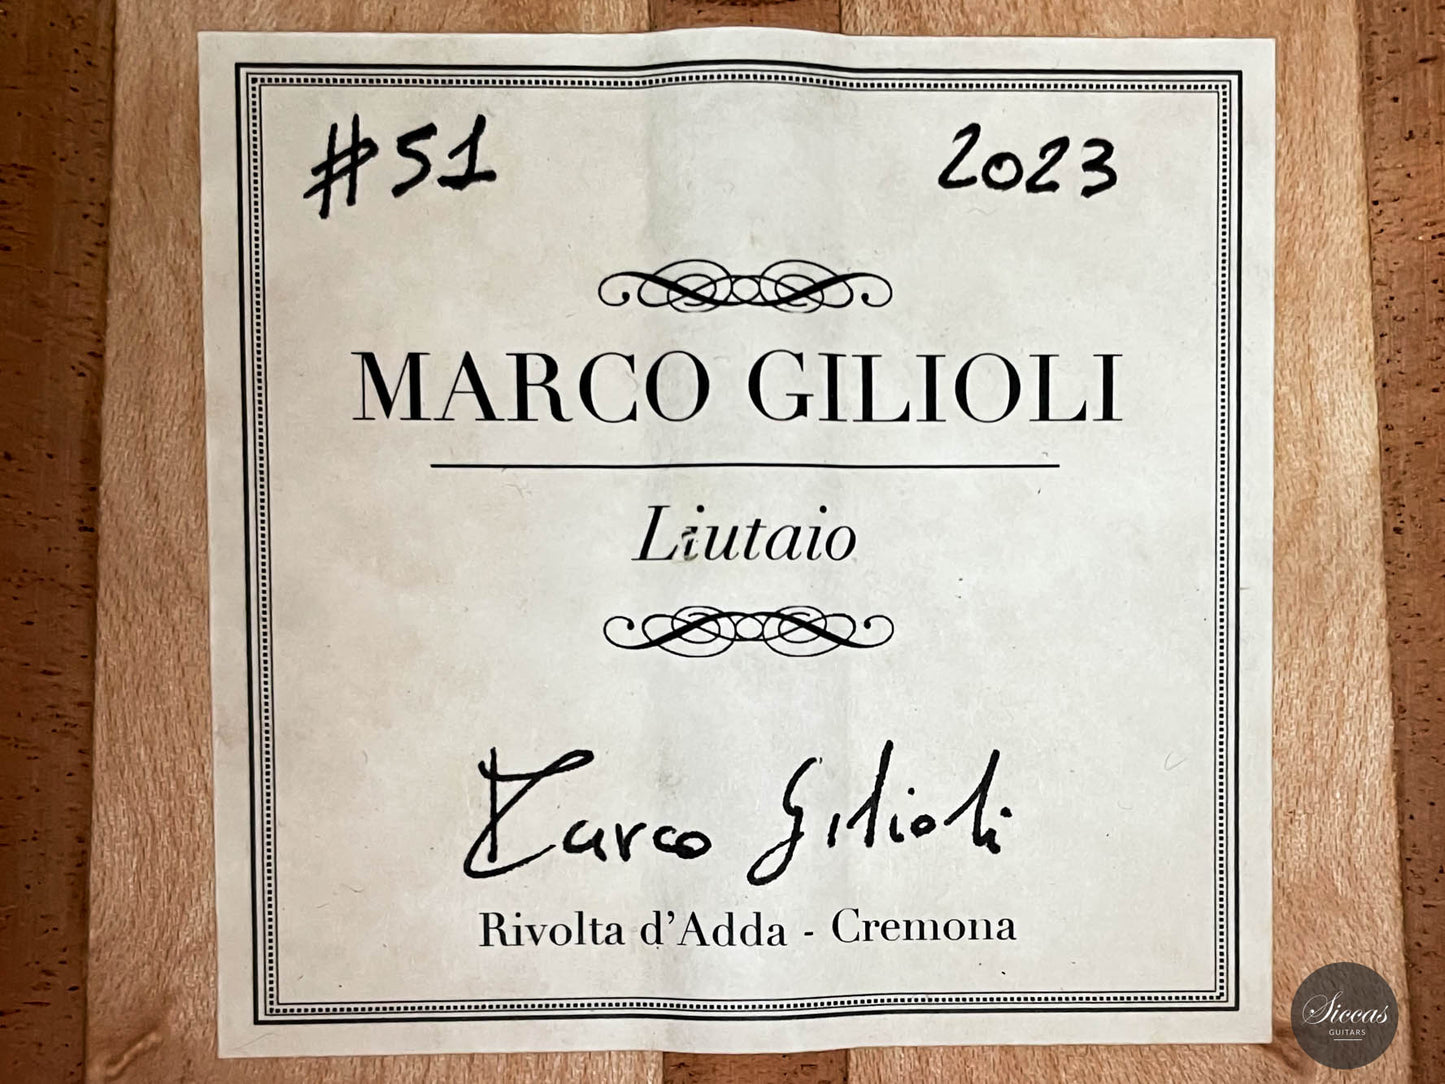 #51 2023
MARCO GILIOLI
Liutaio
Marco Gilioli
Rivolta d'Adda - Cremona
Siccas
GUITARS